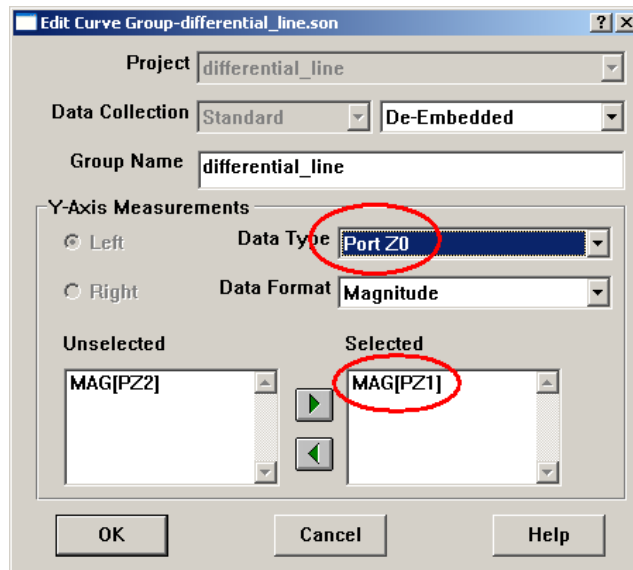 Edit Curve Group-differential_line.son
Project differential_line
Data Collection Standard De-Embedded
Group Name differential_line
Y-Axis Measurements
Left Data Type Port Z0
Right Data Format Magnitude
Unselected Selected
MAG[PZ2] MAG[PZ1]
OK Cancel Help